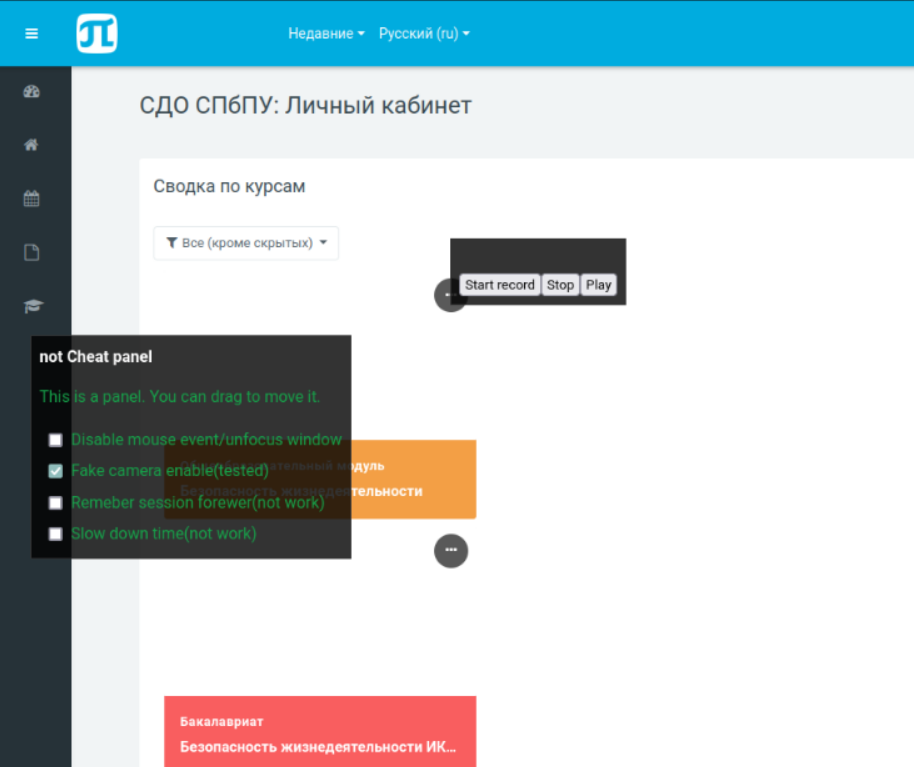 Недавние Русский (ru)
СДО СПбПУ: Личный кабинет
Сводка по курсам
Все (кроме скрытых)
Start record Stop Play
not Cheat panel
This is a panel. You can drag to move it.
Disable mouse event/unfocus window
Fake camera enable(tested)
Remeber session forewer(not work)
Slow down time(not work)
модуль
Безопасность жизнедеятельности
Бакалавриат
Безопасность жизнедеятельности ИК...